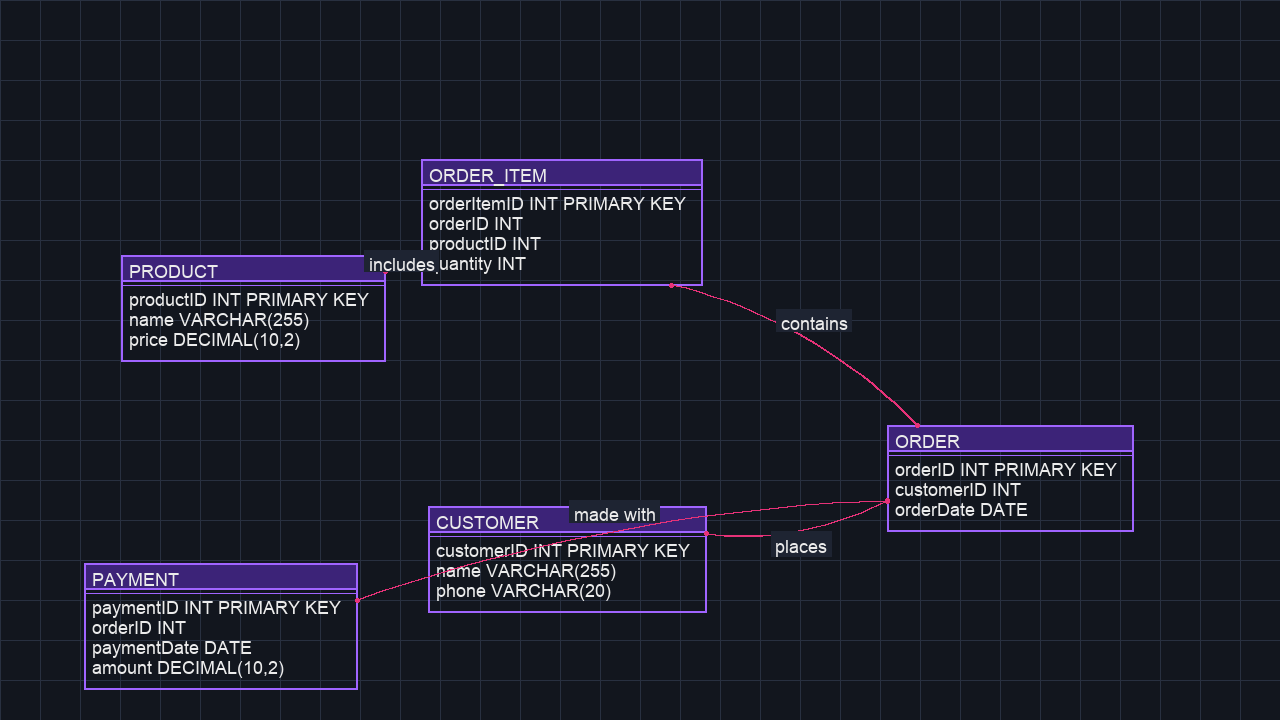 ORDER_ITEM
orderItemID INT PRIMARY KEY
orderID INT
productID INT
uantity INT
includes
PRODUCT
productID INT PRIMARY KEY
name VARCHAR(255)
price DECIMAL(10,2)
contains
ORDER
orderID INT PRIMARY KEY
customerID INT
orderDate DATE
made with
places
CUSTOMER
customerID INT PRIMARY KEY
name VARCHAR(255)
phone VARCHAR(20)
PAYMENT
paymentID INT PRIMARY KEY
orderID INT
paymentDate DATE
amount DECIMAL(10,2)